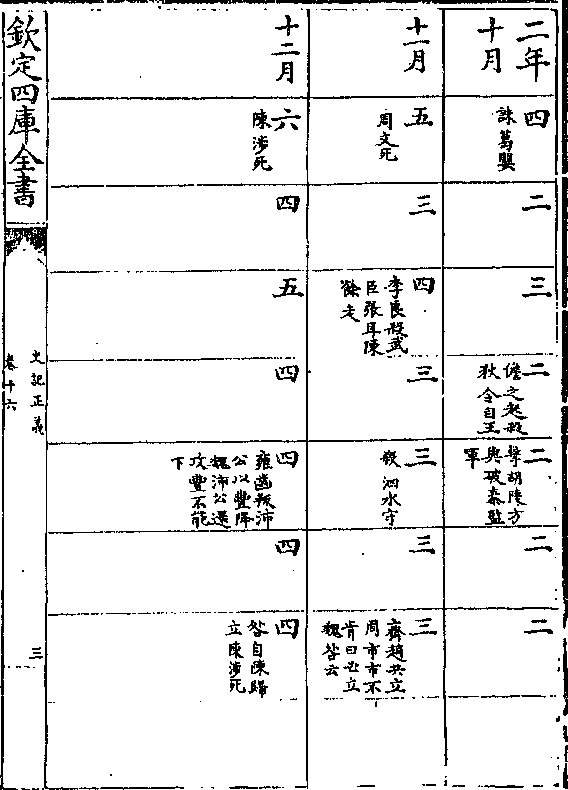 二年
十月
四
誅葛嬰
二
三
二
儋之起殺
狄令自王
二
擊胡陵方
與破秦監
軍
二
二
十一月
五
周文死
三
四
李良殺武
臣張耳陳
餘走
三
三
殺泗水守
三
三
齊趙共立
周市市不
肯曰必立
魏咎云
十二月
六
陳涉死
四
五
四
四
雍齒叛沛
公以豐降
魏沛公還
攻豐不能
下
四
四
咎自陳歸
立陳涉死
欽定四庫全書
史記正義
卷十六
三